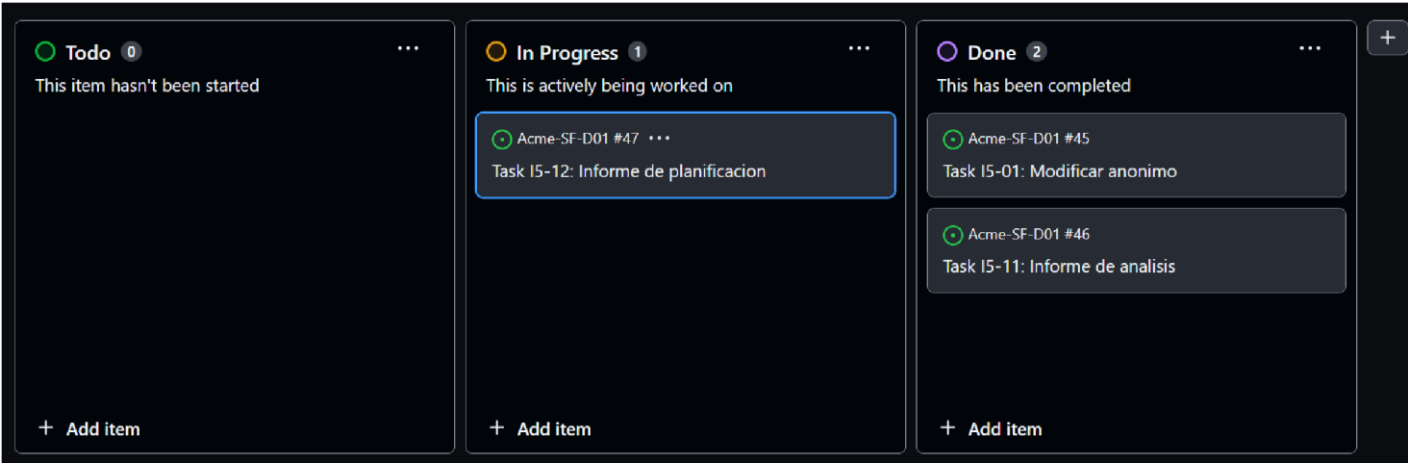 Todo 0 ...
This item hasn't been started
+ Add item
In Progress 1 ...
This is actively being worked on
Acme-SF-D01 #47 ...
Task I5-12: Informe de planificacion
+ Add item
Done 2 ...
This has been completed
Acme-SF-D01 #45
Task I5-01: Modificar anonimo
Acme-SF-D01 #46
Task I5-11: Informe de analisis
+ Add item
+